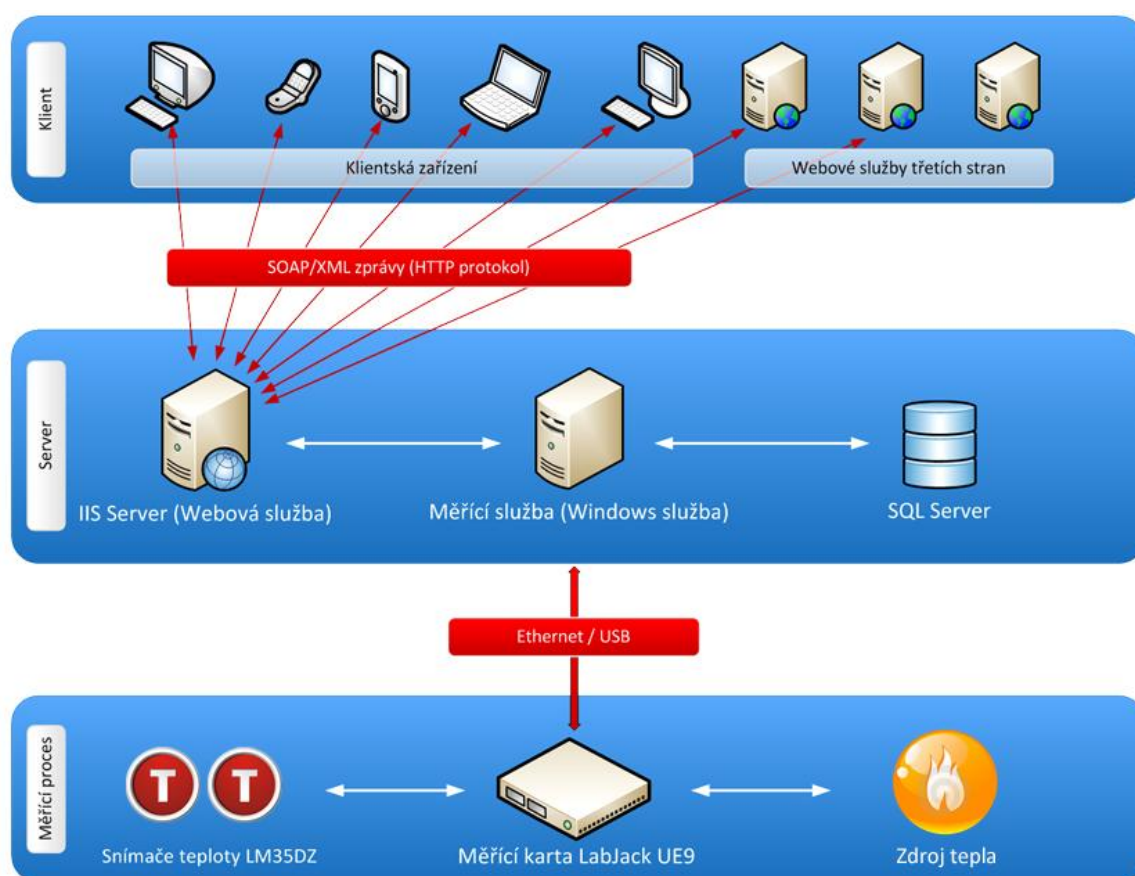 Klient
Klientská zařízení
Webové služby třetích stran
SOAP/XML zprávy (HTTP protokol)
Server
IIS Server (Webová služba)
Měřící služba (Windows služba)
SQL Server
Ethernet / USB
Měřící proces
T
T
Snímače teploty LM35DZ
Měřící karta LabJack UE9
Zdroj tepla